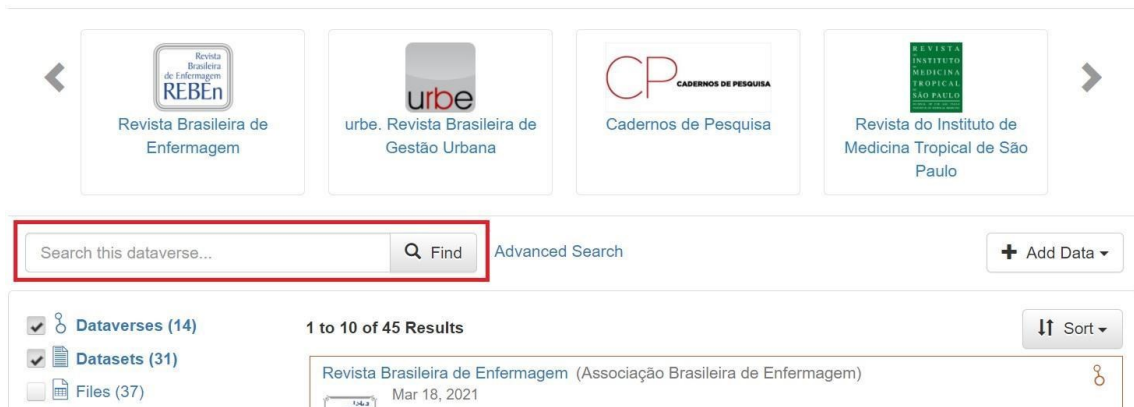 Revista
Brasileira
de Enfermagem
REBEn
Revista Brasileira de
Enfermagem
urbe
urbe. Revista Brasileira de
Gestão Urbana
CP CADERNOS DE PESQUISA
Cadernos de Pesquisa
REVISTA
INSTITUTO
MEDICINA
TROPICAL
SÃO PAULO
Revista do Instituto de
Medicina Tropical de São
Paulo
Search this dataverse... Find Advanced Search Add Data
Dataverses (14)
Datasets (31)
Files (37)
1 to 10 of 45 Results Sort
Revista Brasileira de Enfermagem (Associação Brasileira de Enfermagem)
Mar 18, 2021